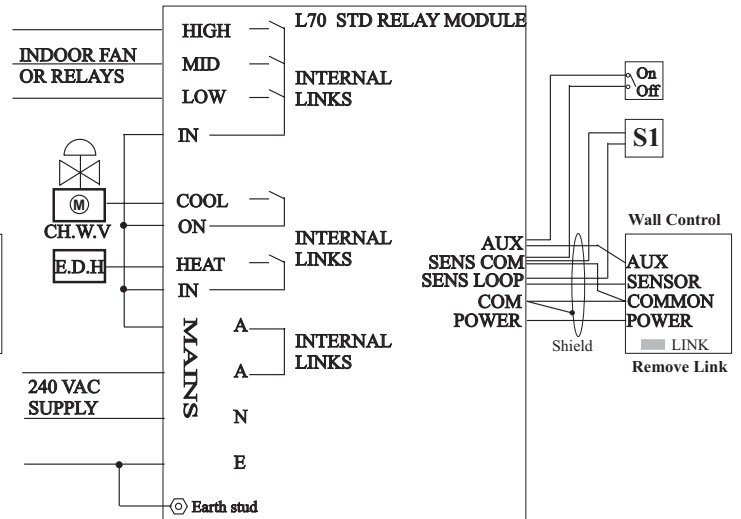 L70 STD RELAY MODULE
HIGH
INDOOR FAN
OR RELAYS
MID
LOW
INTERNAL
LINKS
IN
On
Off
S1
M
CH.W.V
COOL
ON
INTERNAL
LINKS
E.D.H
HEAT
IN
Wall Control
AUX
SENS COM
SENS LOOP
COM
POWER
AUX
SENSOR
COMMON
POWER
LINK
Shield
Remove Link
MAINS
A
INTERNAL
LINKS
A
240 VAC
SUPPLY
N
E
Earth stud